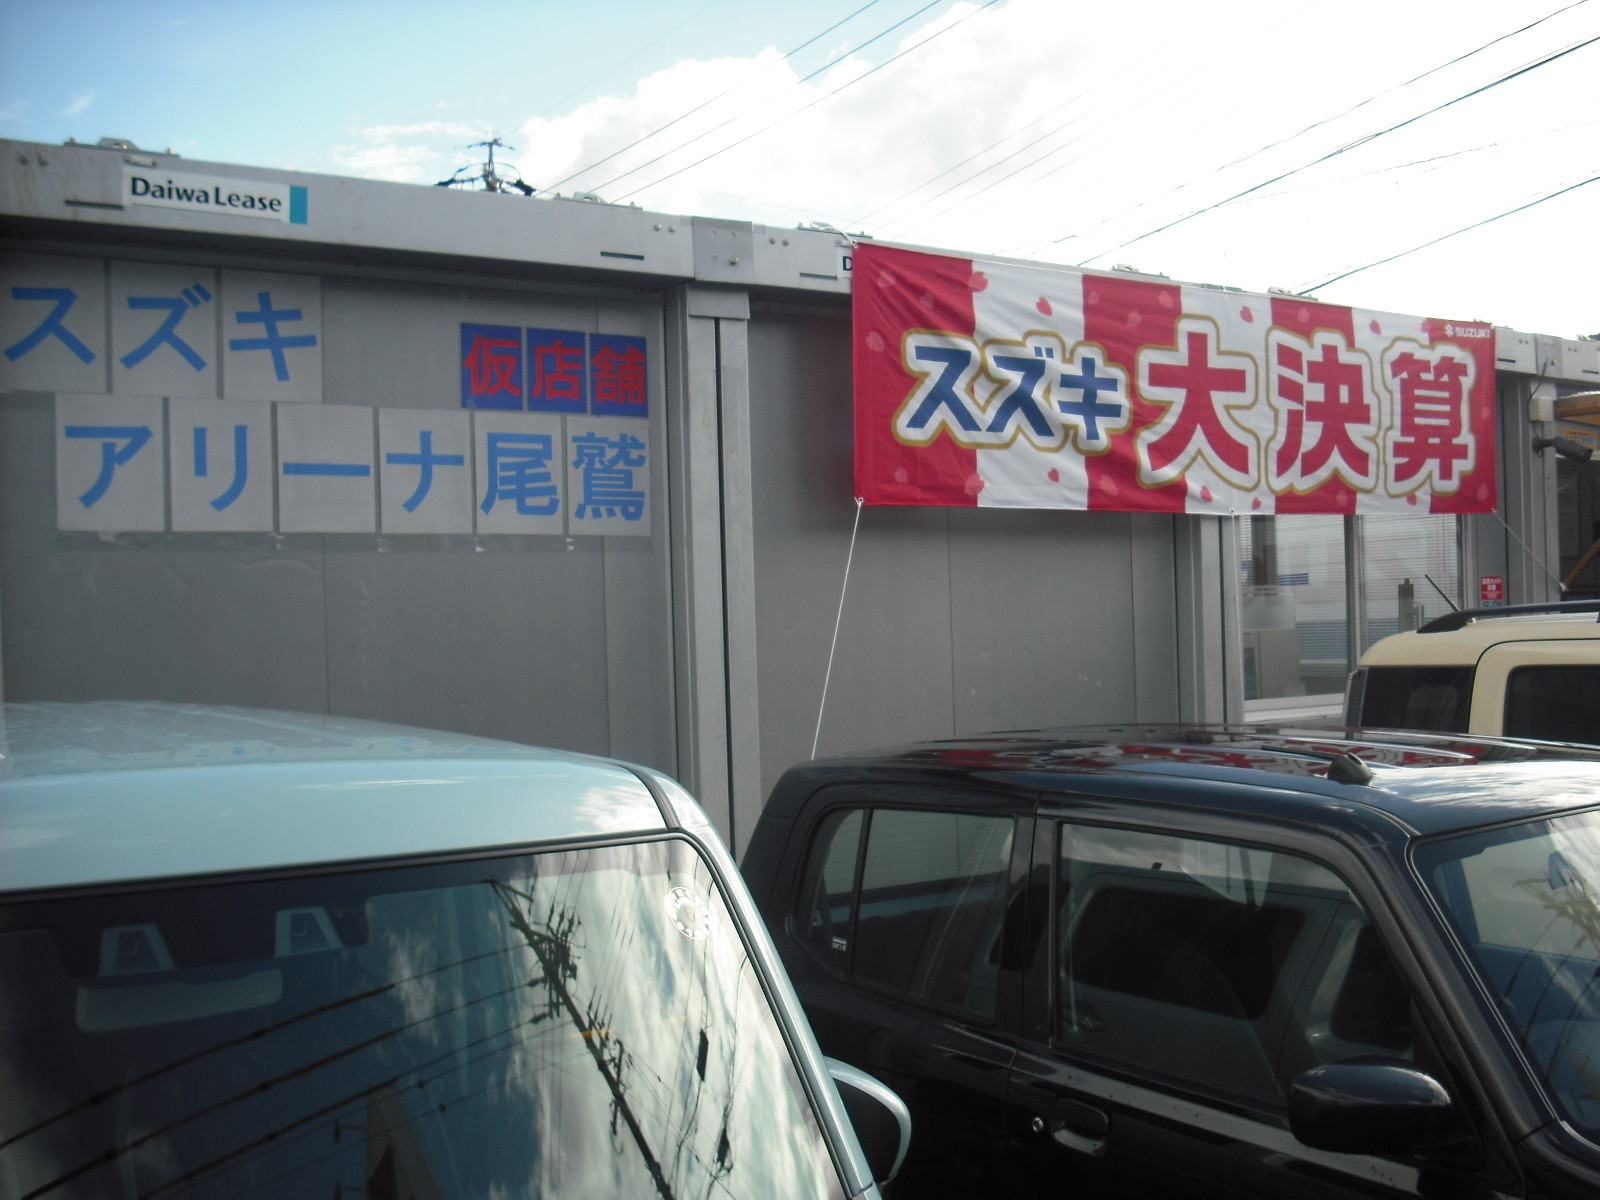 Daiwa Lease
スズキ
仮店舗
アリーナ尾鷲
SUZUKI
スズキ大決算